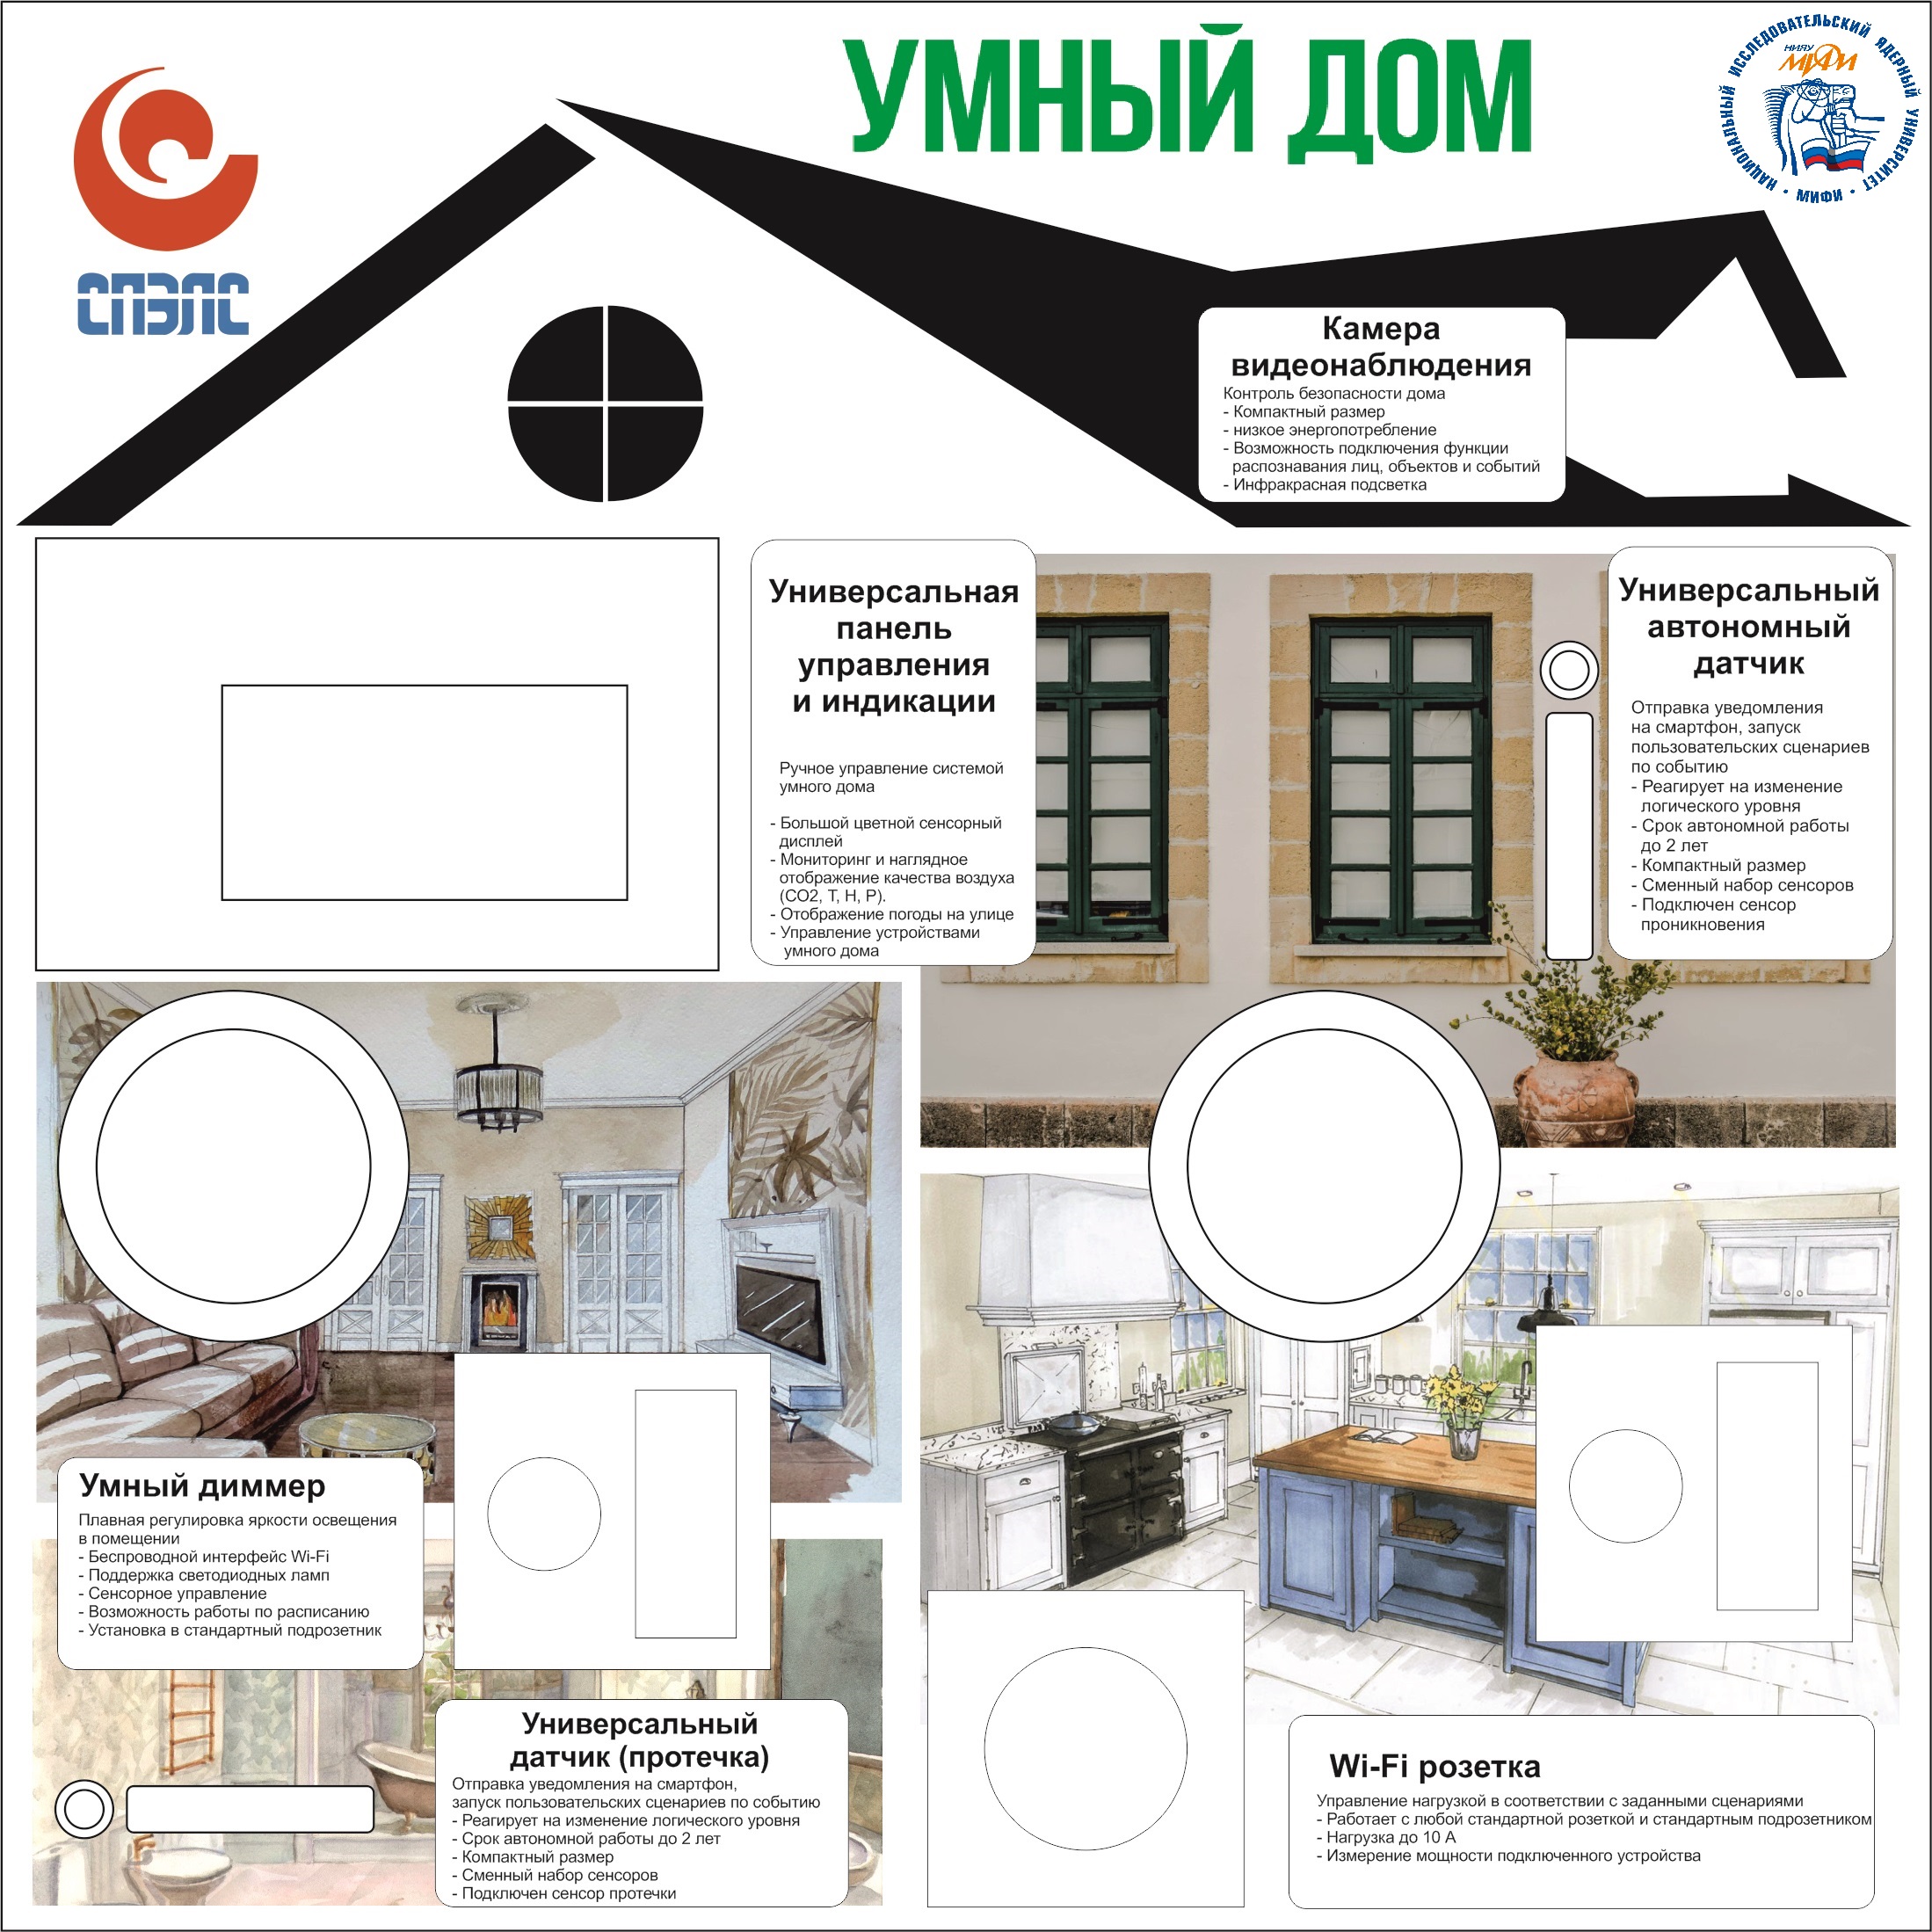 УМНЫЙ ДОМ
СПЭЛС
НАЦИОНАЛЬНЫЙ ИССЛЕДОВАТЕЛЬСКИЙ ЯДЕРНЫЙ УНИВЕРСИТЕТ • МИФИ •
НИЯУ
МИФИ
Камера
видеонаблюдения
Контроль безопасности дома
- Компактный размер
- низкое энергопотребление
- Возможность подключения функции
распознавания лиц, объектов и событий
- Инфракрасная подсветка
Универсальная
панель
управления
и индикации
Ручное управление системой
умного дома
- Большой цветной сенсорный
дисплей
- Мониторинг и наглядное
отображение качества воздуха
(CO2, T, H, P).
- Отображение погоды на улице
- Управление устройствами
умного дома
Универсальный
автономный
датчик
Отправка уведомления
на смартфон, запуск
пользовательских сценариев
по событию
- Реагирует на изменение
логического уровня
- Срок автономной работы
до 2 лет
- Компактный размер
- Сменный набор сенсоров
- Подключен сенсор
проникновения
Умный диммер
Плавная регулировка яркости освещения
в помещении
- Беспроводной интерфейс Wi-Fi
- Поддержка светодиодных ламп
- Сенсорное управление
- Возможность работы по расписанию
- Установка в стандартный подрозетник
Универсальный
датчик (протечка)
Отправка уведомления на смартфон,
запуск пользовательских сценариев по событию
- Реагирует на изменение логического уровня
- Срок автономной работы до 2 лет
- Компактный размер
- Сменный набор сенсоров
- Подключен сенсор протечки
Wi-Fi розетка
Управление нагрузкой в соответствии с заданными сценариями
- Работает с любой стандартной розеткой и стандартным подрозетником
- Нагрузка до 10 А
- Измерение мощности подключенного устройства